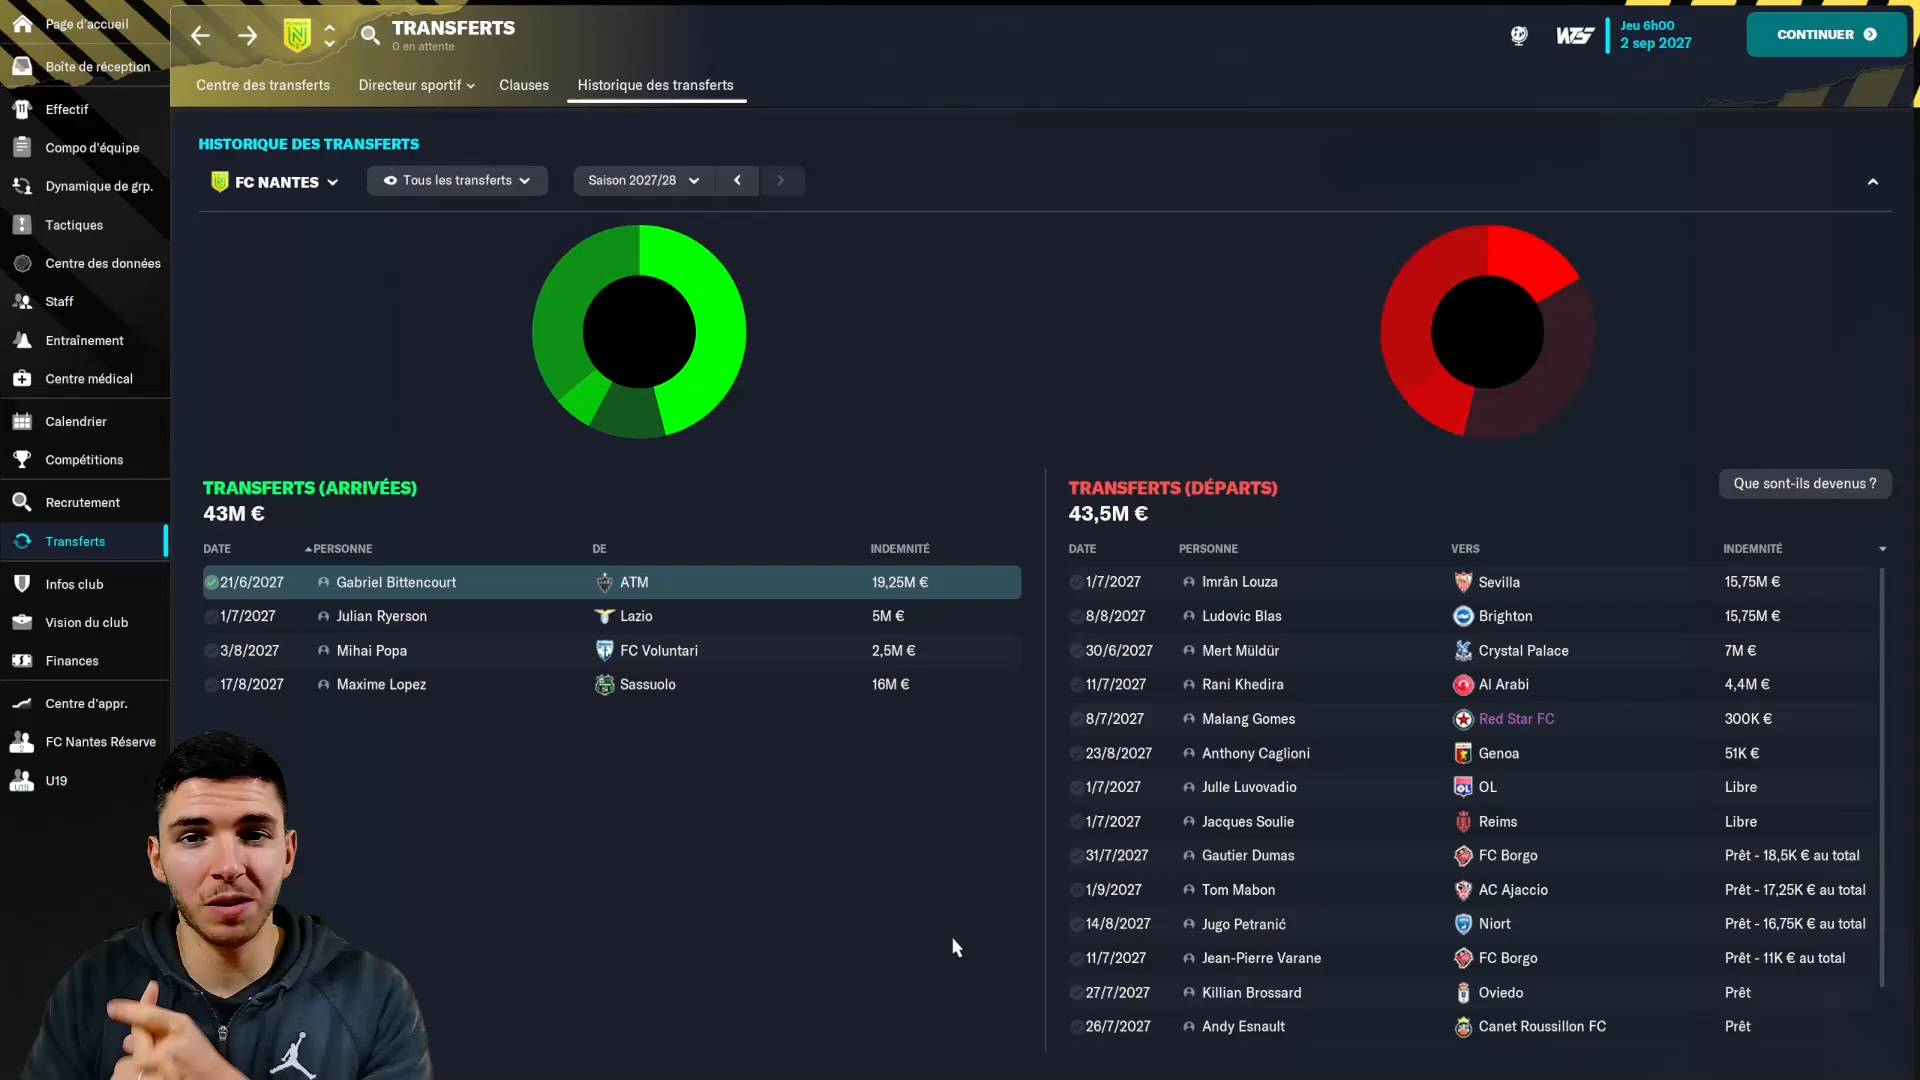 Page d'accueil
Boîte de réception
Effectif
Compo d'équipe
Dynamique de grp.
Tactiques
Centre des données
Staff
Entraînement
Centre médical
Calendrier
Compétitions
Recrutement
Transferts
Infos club
Vision du club
Finances
Centre d'appr.
FC Nantes Réserve
U19
TRANSFERTS
0 en attente
Jeu 6h00
2 sep 2027
CONTINUER
Centre des transferts Directeur sportif Clauses Historique des transferts
HISTORIQUE DES TRANSFERTS
FC NANTES Tous les transferts Saison 2027/28
TRANSFERTS (ARRIVÉES)
43M €
DATE PERSONNE DE INDEMNITÉ
21/6/2027 Gabriel Bittencourt ATM 19,25M €
1/7/2027 Julian Ryerson Lazio 5M €
3/8/2027 Mihai Popa FC Voluntari 2,5M €
17/8/2027 Maxime Lopez Sassuolo 16M €
TRANSFERTS (DÉPARTS)
Que sont-ils devenus ?
43,5M €
DATE PERSONNE VERS INDEMNITÉ
1/7/2027 Imrân Louza Sevilla 15,75M €
8/8/2027 Ludovic Blas Brighton 15,75M €
30/6/2027 Mert Müldür Crystal Palace 7M €
11/7/2027 Rani Khedira Al Arabi 4,4M €
8/7/2027 Malang Gomes Red Star FC 300K €
23/8/2027 Anthony Caglioni Genoa 51K €
1/7/2027 Julle Luvovadio OL Libre
1/7/2027 Jacques Soulie Reims Libre
31/7/2027 Gautier Dumas FC Borgo Prêt - 18,5K € au total
1/9/2027 Tom Mabon AC Ajaccio Prêt - 17,25K € au total
14/8/2027 Jugo Petranić Niort Prêt - 16,75K € au total
11/7/2027 Jean-Pierre Varane FC Borgo Prêt - 11K € au total
27/7/2027 Killian Brossard Oviedo Prêt
26/7/2027 Andy Esnault Canet Roussillon FC Prêt